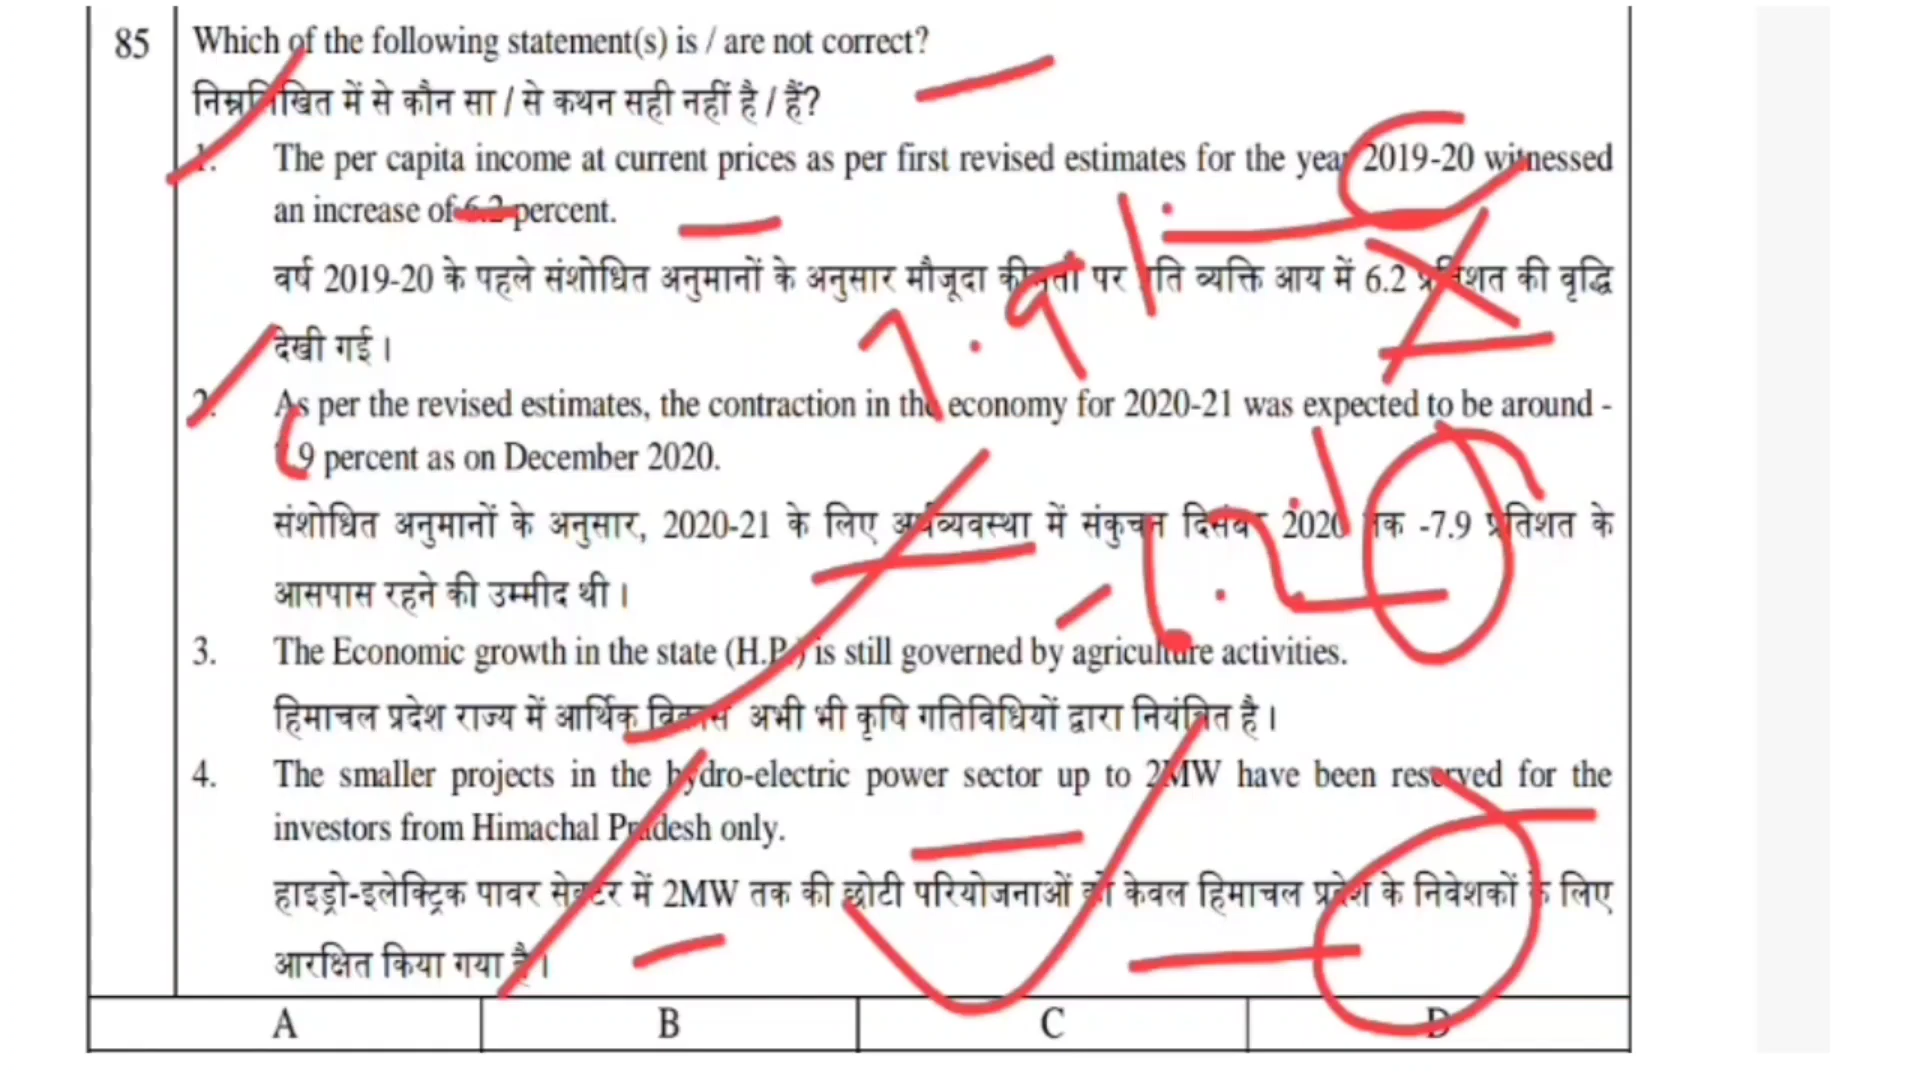 85
Which of the following statement(s) is / are not correct?
निम्नलिखित में से कौन सा / से कथन सही नहीं है / हैं?
1. The per capita income at current prices as per first revised estimates for the year 2019-20 witnessed
an increase of 6.2 percent.
वर्ष 2019-20 के पहले संशोधित अनुमानों के अनुसार मौजूदा कीमतों पर प्रति व्यक्ति आय में 6.2 प्रतिशत की वृद्धि
देखी गई।
7.9%
2. As per the revised estimates, the contraction in the economy for 2020-21 was expected to be around -
7.9 percent as on December 2020.
संशोधित अनुमानों के अनुसार, 2020-21 के लिए अर्थव्यवस्था में संकुचन दिसंबर 2020 तक -7.9 प्रतिशत के
आसपास रहने की उम्मीद थी।
-6.2%
3. The Economic growth in the state (H.P.) is still governed by agriculture activities.
हिमाचल प्रदेश राज्य में आर्थिक विकास अभी भी कृषि गतिविधियों द्वारा नियंत्रित है।
4. The smaller projects in the hydro-electric power sector up to 2MW have been reserved for the
investors from Himachal Pradesh only.
हाइड्रो-इलेक्ट्रिक पावर सेक्टर में 2MW तक की छोटी परियोजनाओं को केवल हिमाचल प्रदेश के निवेशकों के लिए
आरक्षित किया गया है।
A B C D